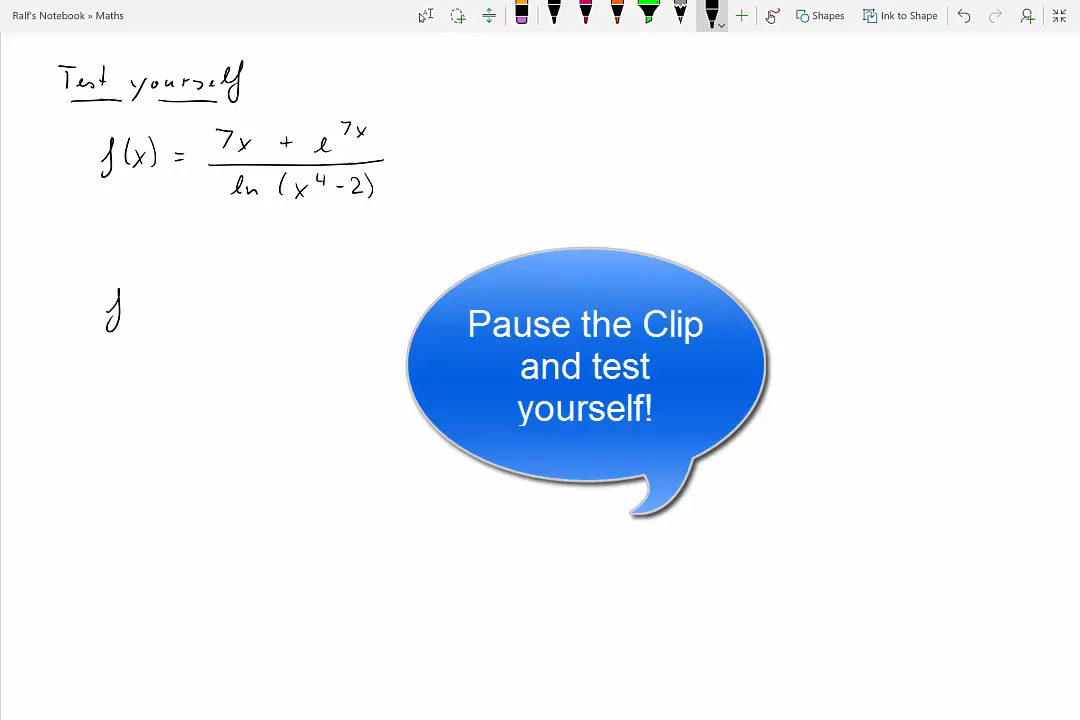 Ralf's Notebook » Maths
Shapes
Ink to Shape
Test yourself
f(x) = (7x + e^(7x)) / (ln (x^4 - 2))
f
Pause the Clip
and test
yourself!